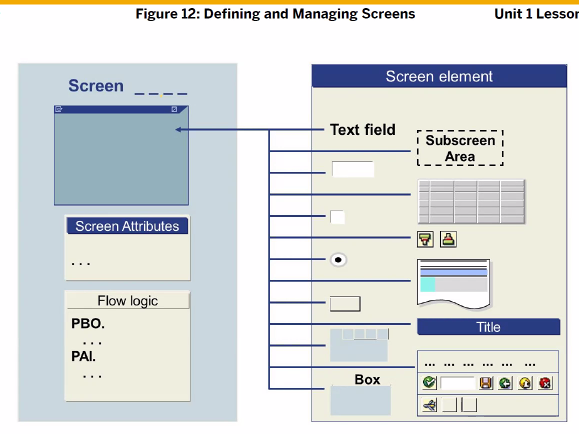 Figure 12: Defining and Managing Screens
Unit 1 Lesson
Screen _ _ _ _
Screen Attributes
. . .
Flow logic
PBO.
. . .
PAI.
. . .
Screen element
Text field
Subscreen
Area
Title
... ... ... ... ... ...
Box